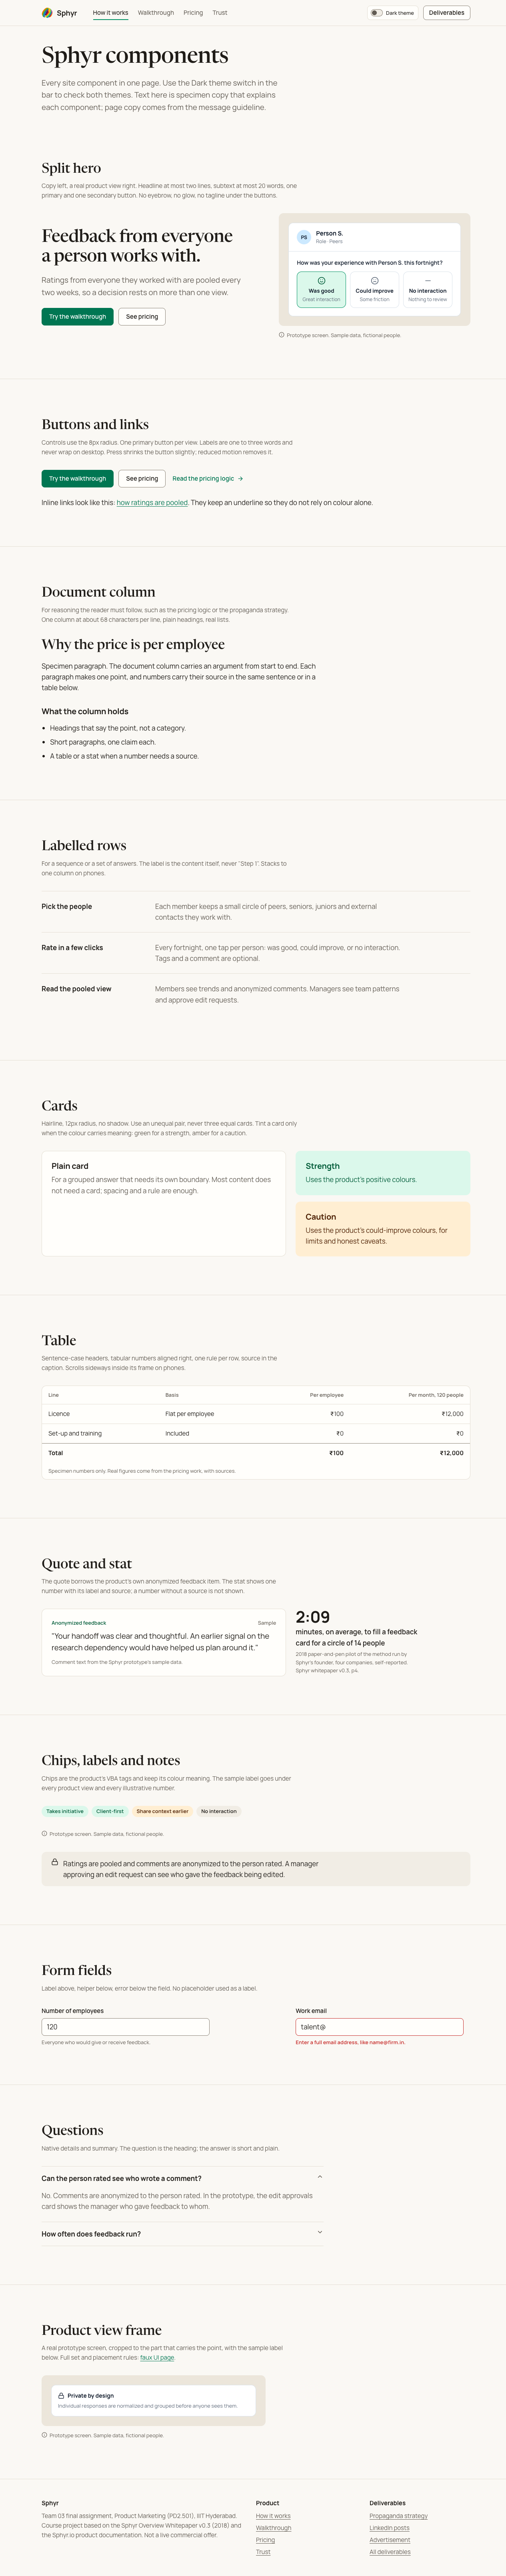 Sphyr
How it works
Walkthrough
Pricing
Trust
Dark theme
Deliverables
Sphyr components
Every site component in one page. Use the Dark theme switch in the
bar to check both themes. Text here is specimen copy that explains
each component; page copy comes from the message guideline.
Split hero
Copy left, a real product view right. Headline at most two lines, subtext at most 20 words, one
primary and one secondary button. No eyebrow, no glow, no tagline under the buttons.
Feedback from everyone
a person works with.
Ratings from everyone they worked with are pooled every
two weeks, so a decision rests on more than one view.
Try the walkthrough
See pricing
PS
Person S.
Role · Peers
How was your experience with Person S. this fortnight?
Was good
Great interaction
Could improve
Some friction
No interaction
Nothing to review
Prototype screen. Sample data, fictional people.
Buttons and links
Controls use the 8px radius. One primary button per view. Labels are one to three words and
never wrap on desktop. Press shrinks the button slightly; reduced motion removes it.
Try the walkthrough
See pricing
Read the pricing logic →
Inline links look like this: how ratings are pooled. They keep an underline so they do not rely on colour alone.
Document column
For reasoning the reader must follow, such as the pricing logic or the propaganda strategy.
One column at about 68 characters per line, plain headings, real lists.
Why the price is per employee
Specimen paragraph. The document column carries an argument from start to end. Each
paragraph makes one point, and numbers carry their source in the same sentence or in a
table below.
What the column holds
• Headings that say the point, not a category.
• Short paragraphs, one claim each.
• A table or a stat when a number needs a source.
Labelled rows
For a sequence or a set of answers. The label is the content itself, never "Step 1". Stacks to
one column on phones.
Pick the people
Each member keeps a small circle of peers, seniors, juniors and external
contacts they work with.
Rate in a few clicks
Every fortnight, one tap per person: was good, could improve, or no interaction.
Tags and a comment are optional.
Read the pooled view
Members see trends and anonymized comments. Managers see team patterns
and approve edit requests.
Cards
Hairline, 12px radius, no shadow. Use an unequal pair, never three equal cards. Tint a card only
when the colour carries meaning: green for a strength, amber for a caution.
Plain card
For a grouped answer that needs its own boundary. Most content does
not need a card; spacing and a rule are enough.
Strength
Uses the product's positive colours.
Caution
Uses the product's could-improve colours, for
limits and honest caveats.
Table
Sentence-case headers, tabular numbers aligned right, one rule per row, source in the
caption. Scrolls sideways inside its frame on phones.
Line Basis Per employee Per month, 120 people
Licence Flat per employee ₹100 ₹12,000
Set-up and training Included ₹0 ₹0
Total ₹100 ₹12,000
Specimen numbers only. Real figures come from the pricing work, with sources.
Quote and stat
The quote borrows the product's own anonymized feedback item. The stat shows one
number with its label and source; a number without a source is not shown.
Anonymized feedback
Sample
"Your handoff was clear and thoughtful. An earlier signal on the
research dependency would have helped us plan around it."
Comment text from the Sphyr prototype's sample data.
2:09
minutes, on average, to fill a feedback
card for a circle of 14 people
2018 paper-and-pen pilot of the method run by
Sphyr's founder, four companies, self-reported.
Sphyr whitepaper v0.3, p4.
Chips, labels and notes
Chips are the product's VBA tags and keep its colour meaning. The sample label goes under
every product view and every illustrative number.
Takes initiative
Client-first
Share context earlier
No interaction
Prototype screen. Sample data, fictional people.
Ratings are pooled and comments are anonymized to the person rated. A manager
approving an edit request can see who gave the feedback being edited.
Form fields
Label above, helper below, error below the field. No placeholder used as a label.
Number of employees
120
Everyone who would give or receive feedback.
Work email
talent@
Enter a full email address, like name@firm.in.
Questions
Native details and summary. The question is the heading; the answer is short and plain.
Can the person rated see who wrote a comment?
No. Comments are anonymized to the person rated. In the prototype, the edit approvals
card shows the manager who gave feedback to whom.
How often does feedback run?
Product view frame
A real prototype screen, cropped to the part that carries the point, with the sample label
below. Full set and placement rules: faux UI page.
Private by design
Individual responses are normalized and grouped before anyone sees them.
Prototype screen. Sample data, fictional people.
Sphyr
Team 03 final assignment, Product Marketing (PD2.501), IIIT Hyderabad.
Course project based on the Sphyr Overview Whitepaper v0.3 (2018) and
the Sphyr.io product documentation. Not a live commercial offer.
Product
How it works
Walkthrough
Pricing
Trust
Deliverables
Propaganda strategy
LinkedIn posts
Advertisement
All deliverables